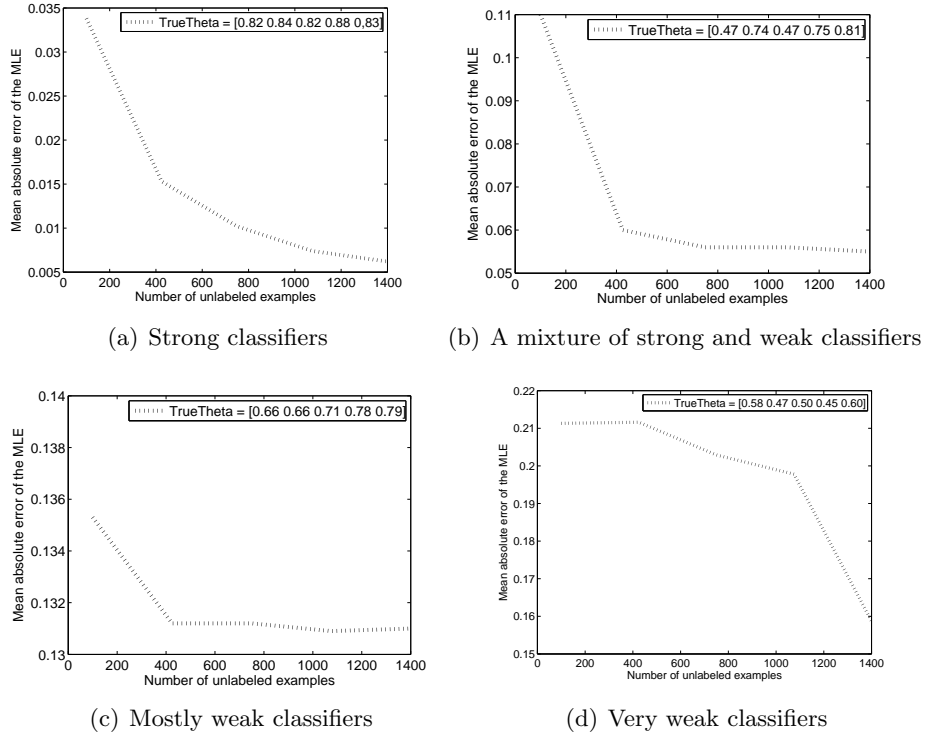 0.035
0.03
0.025
0.02
0.015
0.01
0.005
Mean absolute error of the MLE
TrueTheta = [0.82 0.84 0.82 0.88 0,83]
0 200 400 600 800 1000 1200 1400
Number of unlabeled examples
(a) Strong classifiers
0.11
0.1
0.09
0.08
0.07
0.06
0.05
Mean absolute error of the MLE
TrueTheta = [0.47 0.74 0.47 0.75 0.81]
0 200 400 600 800 1000 1200 1400
Number of unlabeled examples
(b) A mixture of strong and weak classifiers
0.14
0.138
0.136
0.134
0.132
0.13
Mean absolute error of the MLE
TrueTheta = [0.66 0.66 0.71 0.78 0.79]
0 200 400 600 800 1000 1200 1400
Number of unlabeled examples
(c) Mostly weak classifiers
0.22
0.21
0.2
0.19
0.18
0.17
0.16
0.15
Mean absolute error of the MLE
TrueTheta = [0.58 0.47 0.50 0.45 0.60]
0 200 400 600 800 1000 1200 1400
Number of unlabeled examples
(d) Very weak classifiers